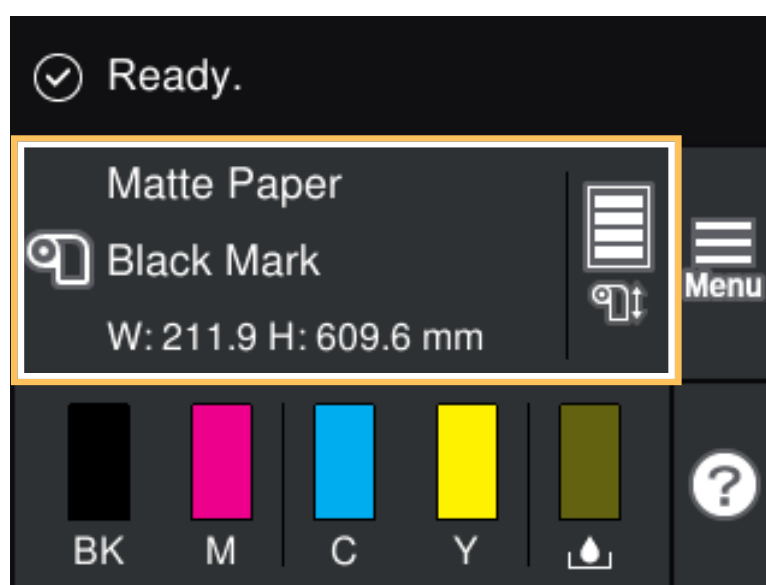 Ready.
Matte Paper
Black Mark
W: 211.9 H: 609.6 mm
Menu
BK M C Y
?